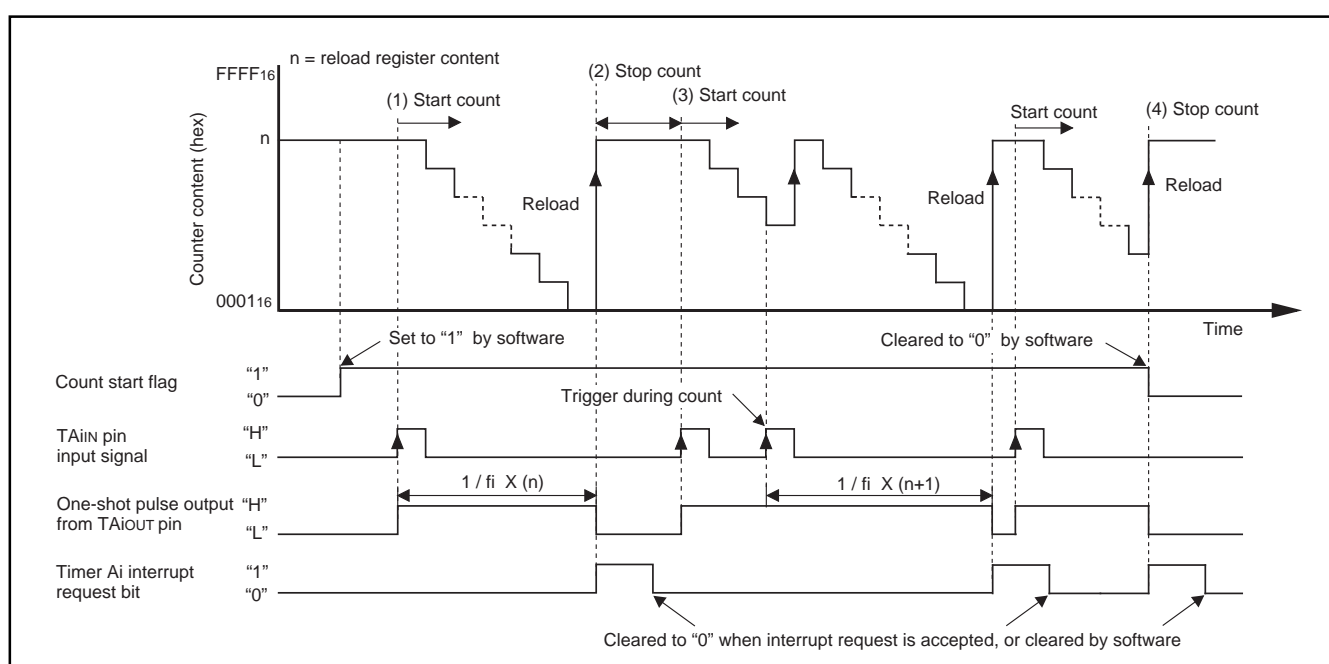 n = reload register content
FFFF16
(2) Stop count
(1) Start count
(3) Start count
Start count
(4) Stop count
n
Counter content (hex)
Reload
Reload
Reload
000116
Time
Set to “1” by software
Cleared to “0” by software
Count start flag
“1”
“0”
Trigger during count
TAiIN pin
input signal
“H”
“L”
1 / fi X (n)
1 / fi X (n+1)
One-shot pulse output
from TAiOUT pin
“H”
“L”
Timer Ai interrupt
request bit
“1”
“0”
Cleared to “0” when interrupt request is accepted, or cleared by software